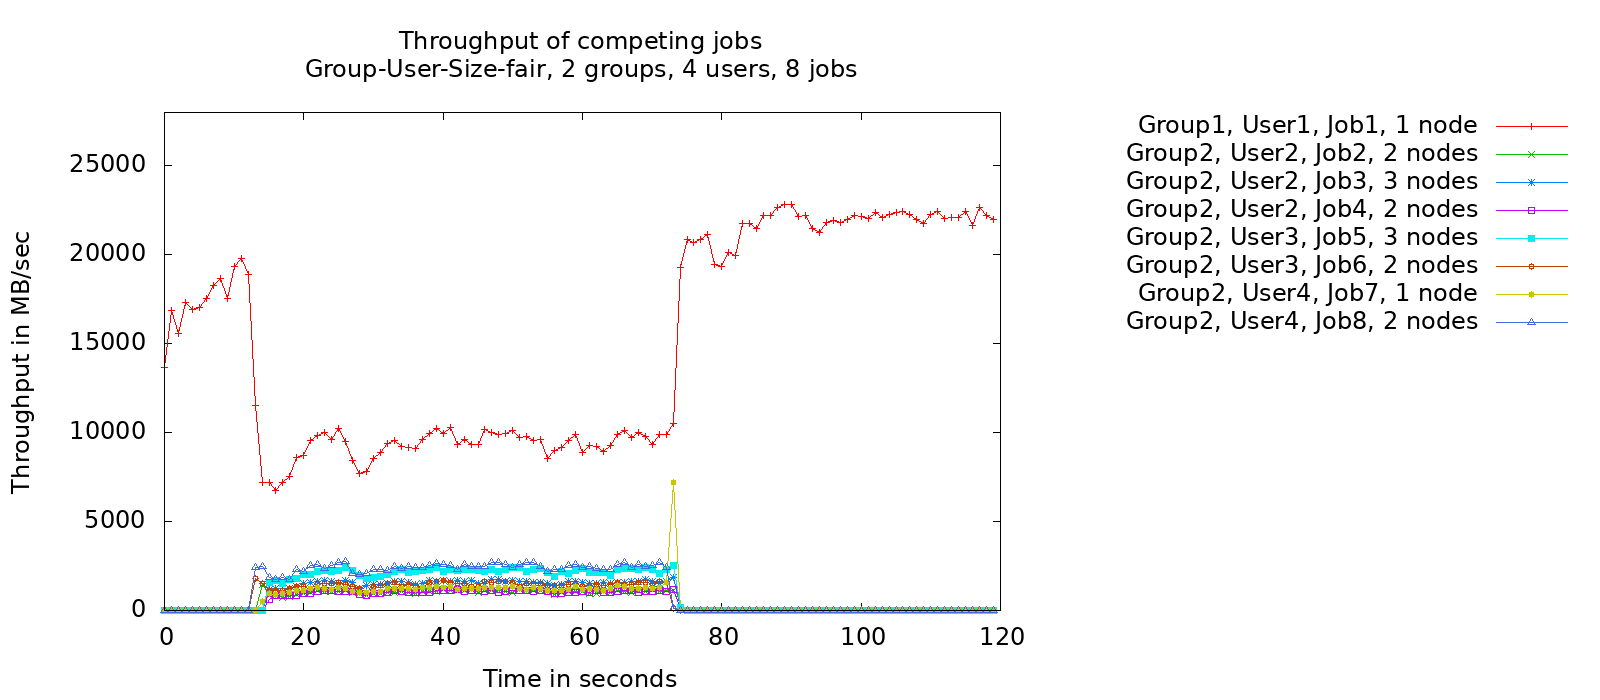 Throughput of competing jobs
Group-User-Size-fair, 2 groups, 4 users, 8 jobs
Group1, User1, Job1, 1 node
Group2, User2, Job2, 2 nodes
Group2, User2, Job3, 3 nodes
Group2, User2, Job4, 2 nodes
Group2, User3, Job5, 3 nodes
Group2, User3, Job6, 2 nodes
Group2, User4, Job7, 1 node
Group2, User4, Job8, 2 nodes
Throughput in MB/sec
25000
20000
15000
10000
5000
0
0 20 40 60 80 100 120
Time in seconds